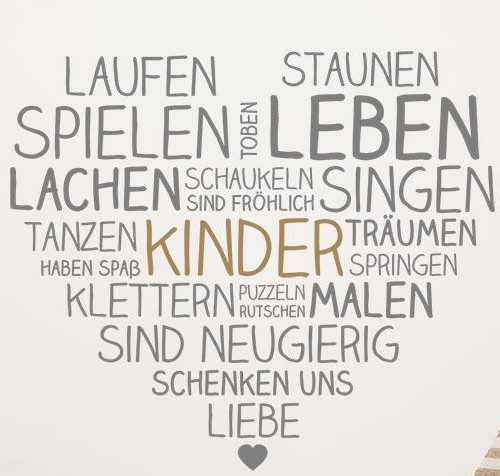 LAUFEN STAUNEN
SPIELEN TOBEN LEBEN
LACHEN SCHAUKELN SINGEN
SIND FRÖHLICH
TANZEN KINDER TRÄUMEN
HABEN SPAß SPRINGEN
KLETTERN PUZZELN MALEN
RUTSCHEN
SIND NEUGIERIG
SCHENKEN UNS
LIEBE